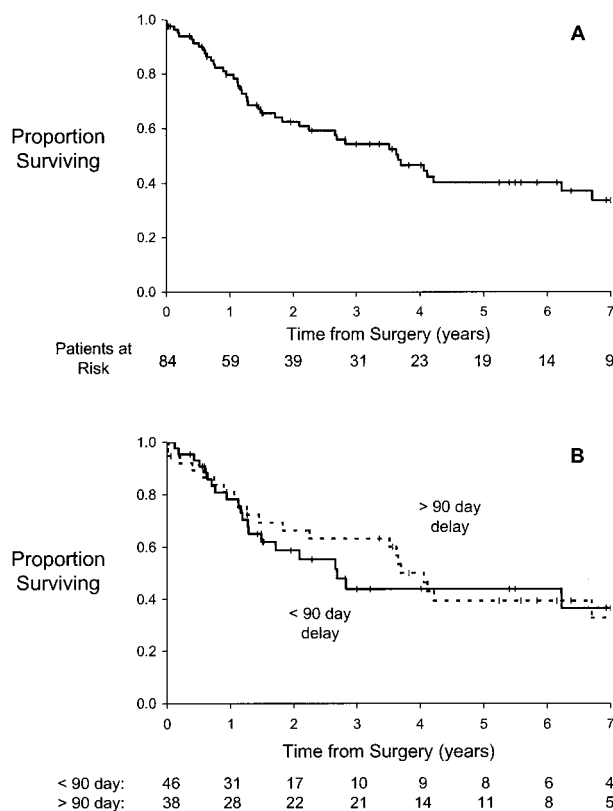 A
1.0
0.8
0.6
0.4
0.2
0.0
Proportion
Surviving
0 1 2 3 4 5 6 7
Time from Surgery (years)
Patients at
Risk
84 59 39 31 23 19 14 9
B
1.0
0.8
0.6
0.4
0.2
0.0
Proportion
Surviving
> 90 day
delay
< 90 day
delay
0 1 2 3 4 5 6 7
Time from Surgery (years)
< 90 day: 46 31 17 10 9 8 6 4
> 90 day: 38 28 22 21 14 11 8 5